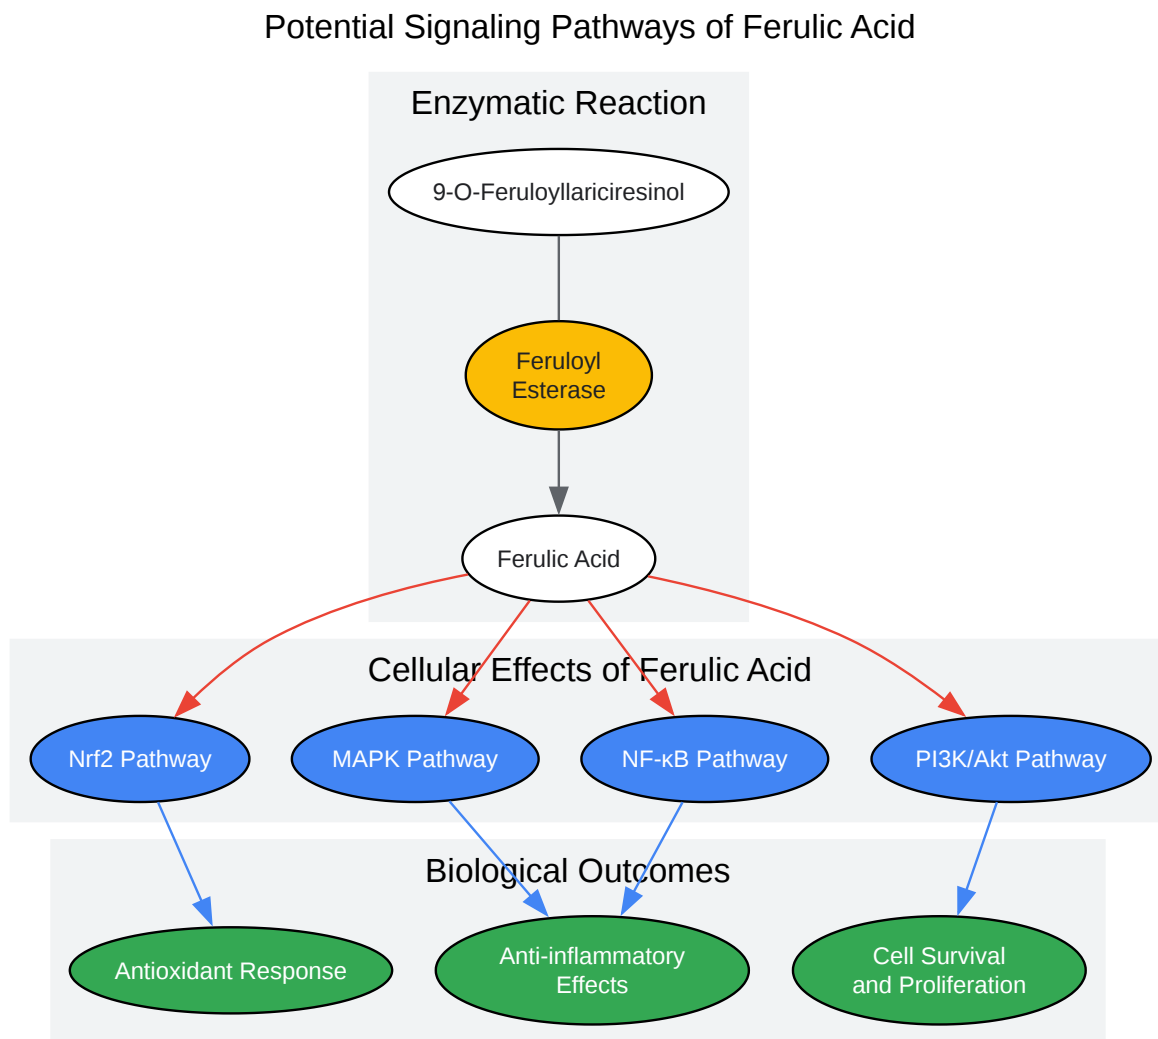 Potential Signaling Pathways of Ferulic Acid
Enzymatic Reaction
9-O-Feruloyllariciresinol
Feruloyl
Esterase
Ferulic Acid
Cellular Effects of Ferulic Acid
Nrf2 Pathway
MAPK Pathway
NF-κB Pathway
PI3K/Akt Pathway
Biological Outcomes
Antioxidant Response
Anti-inflammatory
Effects
Cell Survival
and Proliferation